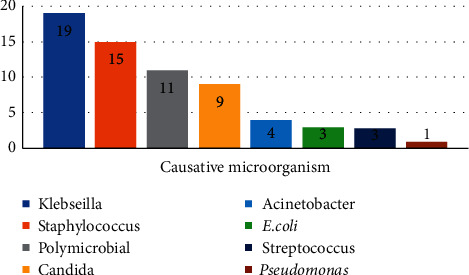 20
15
10
5
0
19
15
11
9
4
3
3
1
Causative microorganism
Klebseilla
Staphylococcus
Polymicrobial
Candida
Acinetobacter
E.coli
Streptococcus
Pseudomonas